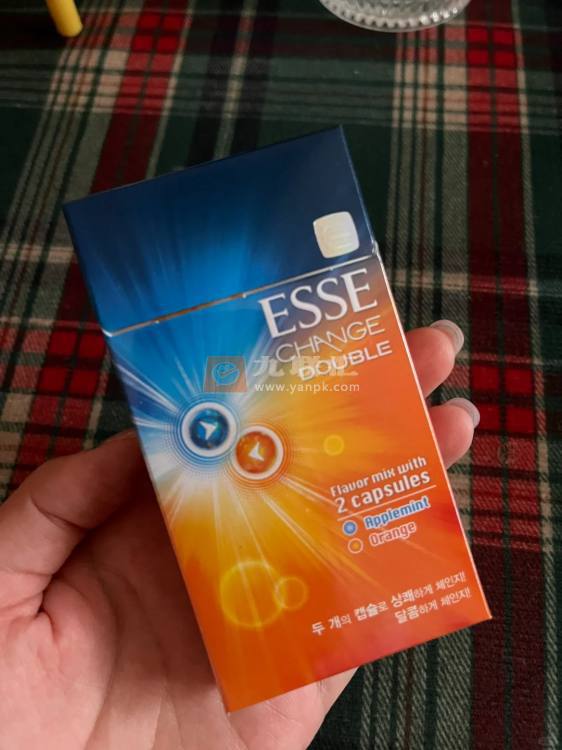 ESSE
CHANGE
DOUBLE
www.yanpk.com
Flavor mix with
2 capsules
Applemint
Orange
두 개의 캡슐로 상쾌하게 체인지!
달콤하게 체인지!